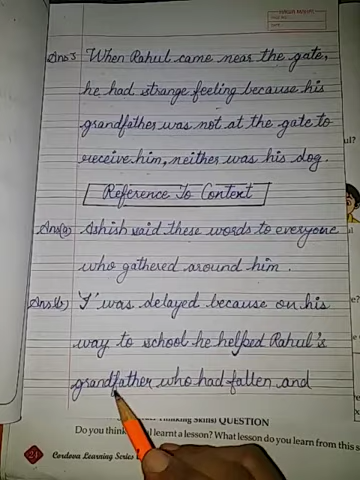 Ans3 When Rahul came near the gate,
he had strange feeling because his
grandfather was not at the gate to
receive him, neither was his dog.
Reference To Context
Ans(a) Ashish said these words to everyone
who gathered around him.
Ans(b) 'I' was delayed because on his
way to school he helped Rahul's
grandfather who had fallen and
Thinking Skills) QUESTION
Do you think I learnt a lesson? What lesson do you learn from this s
24 Cordova Learning Series